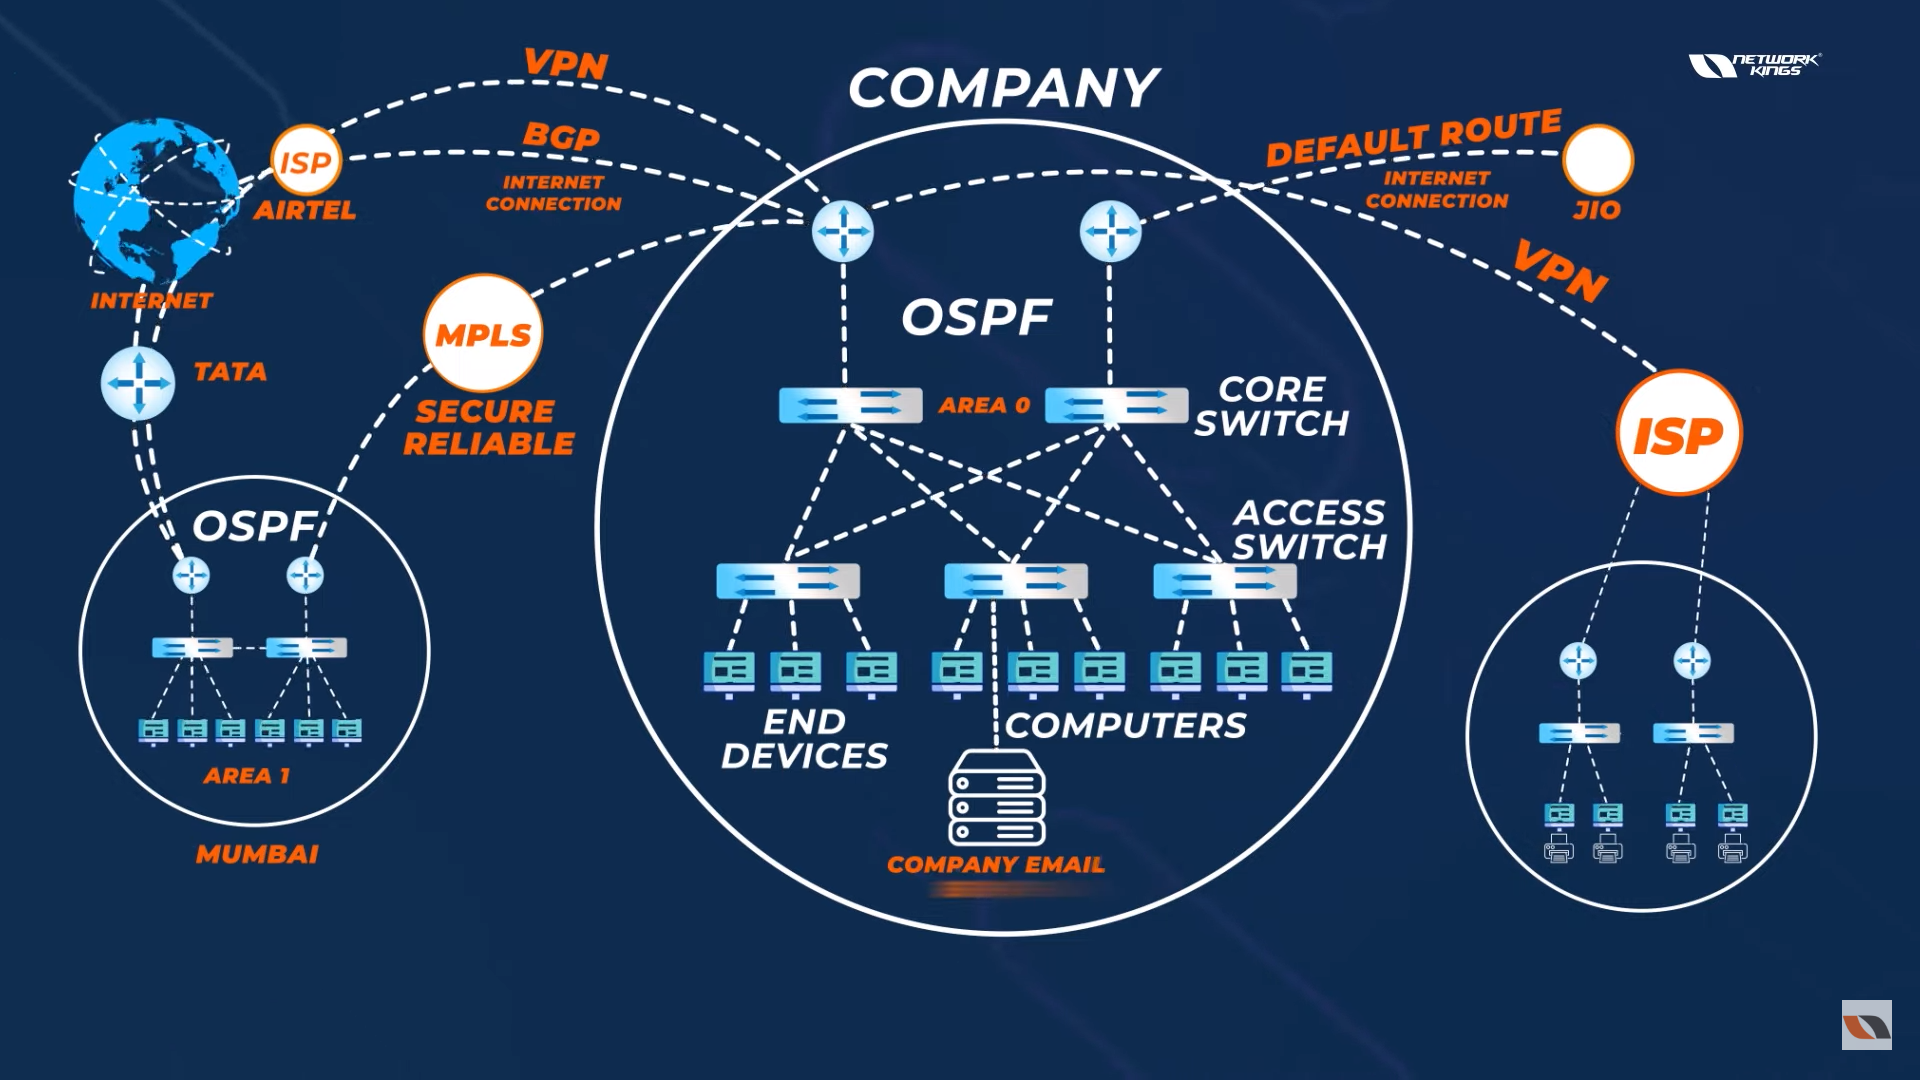 NETWORK
KINGS
VPN
COMPANY
BGP
INTERNET
CONNECTION
DEFAULT ROUTE
INTERNET
CONNECTION
ISP
AIRTEL
JIO
VPN
INTERNET
TATA
MPLS
SECURE
RELIABLE
OSPF
AREA 0
CORE
SWITCH
ISP
ACCESS
SWITCH
OSPF
END
DEVICES
COMPUTERS
AREA 1
MUMBAI
COMPANY EMAIL